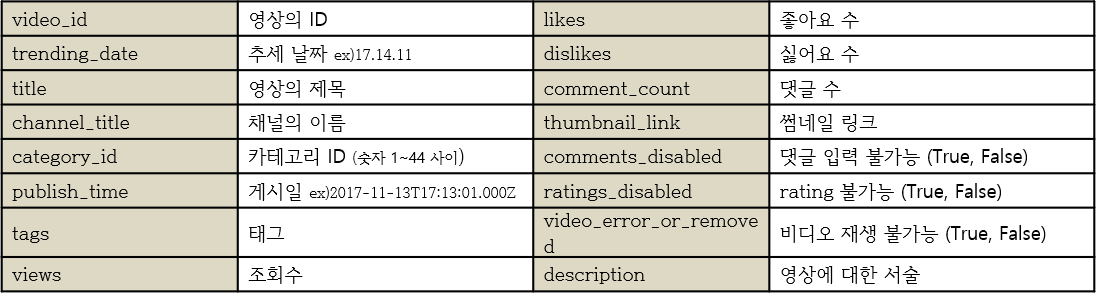 video_id 영상의 ID likes 좋아요 수
trending_date 추세 날짜 ex)17.14.11 dislikes 싫어요 수
title 영상의 제목 comment_count 댓글 수
channel_title 채널의 이름 thumbnail_link 썸네일 링크
category_id 카테고리 ID (숫자 1~44 사이) comments_disabled 댓글 입력 불가능 (True, False)
publish_time 게시일 ex)2017-11-13T17:13:01.000Z ratings_disabled rating 불가능 (True, False)
tags 태그 video_error_or_remove
d 비디오 재생 불가능 (True, False)
views 조회수 description 영상에 대한 서술